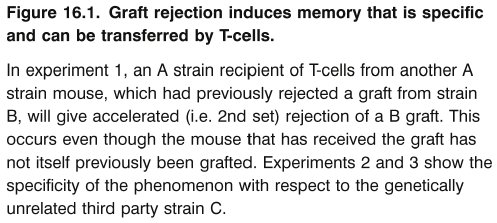 Figure 16.1. Graft rejection induces memory that is specific
and can be transferred by T-cells.
In experiment 1, an A strain recipient of T-cells from another A
strain mouse, which had previously rejected a graft from strain
B, will give accelerated (i.e. 2nd set) rejection of a B graft. This
occurs even though the mouse that has received the graft has
not itself previously been grafted. Experiments 2 and 3 show the
specificity of the phenomenon with respect to the genetically
unrelated third party strain C.